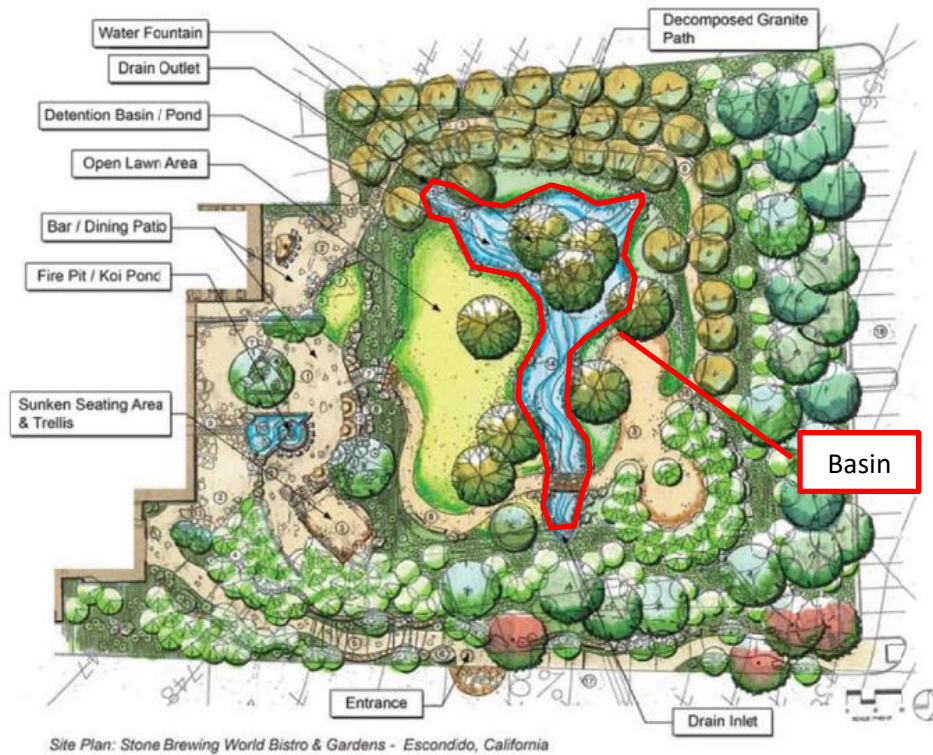 Water Fountain
Drain Outlet
Detention Basin / Pond
Open Lawn Area
Bar / Dining Patio
Fire Pit / Koi Pond
Sunken Seating Area
& Trellis
Decomposed Granite
Path
Basin
14
Entrance
Drain Inlet
Site Plan: Stone Brewing World Bistro & Gardens - Escondido, California